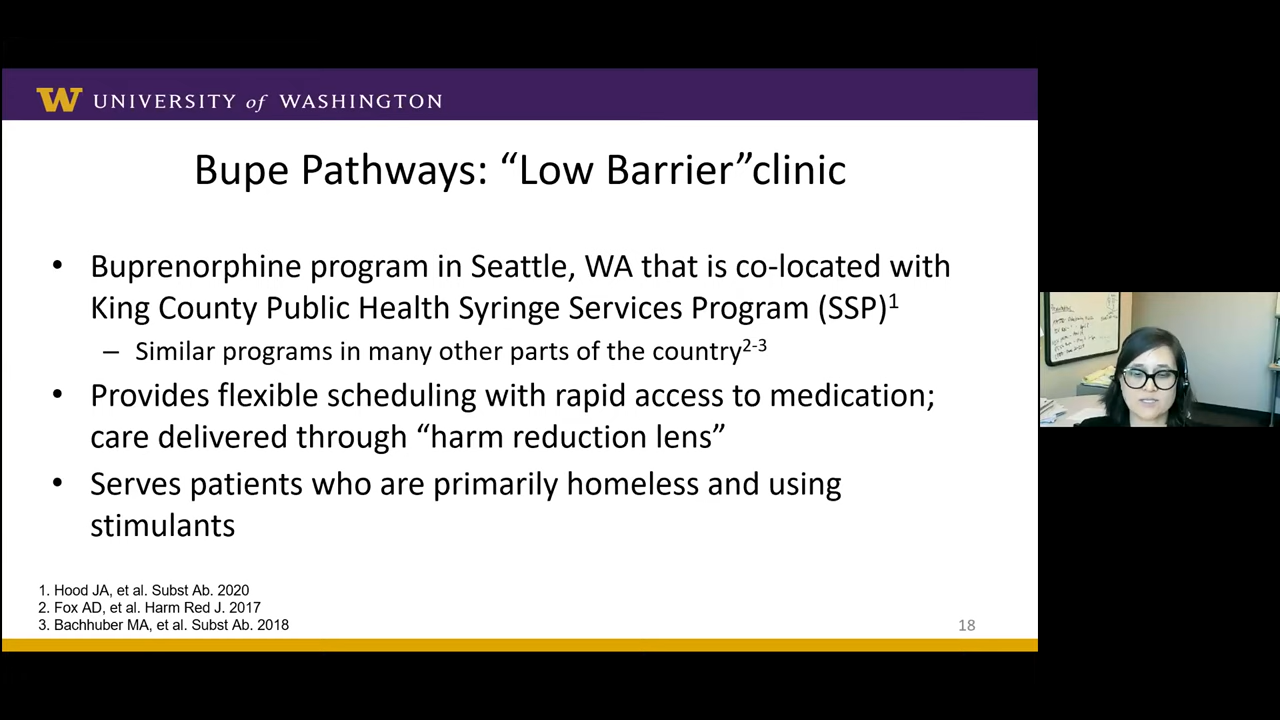 W UNIVERSITY of WASHINGTON
Bupe Pathways: “Low Barrier”clinic
• Buprenorphine program in Seattle, WA that is co-located with
King County Public Health Syringe Services Program (SSP)1
– Similar programs in many other parts of the country2-3
• Provides flexible scheduling with rapid access to medication;
care delivered through “harm reduction lens”
• Serves patients who are primarily homeless and using
stimulants
1. Hood JA, et al. Subst Ab. 2020
2. Fox AD, et al. Harm Red J. 2017
3. Bachhuber MA, et al. Subst Ab. 2018
18